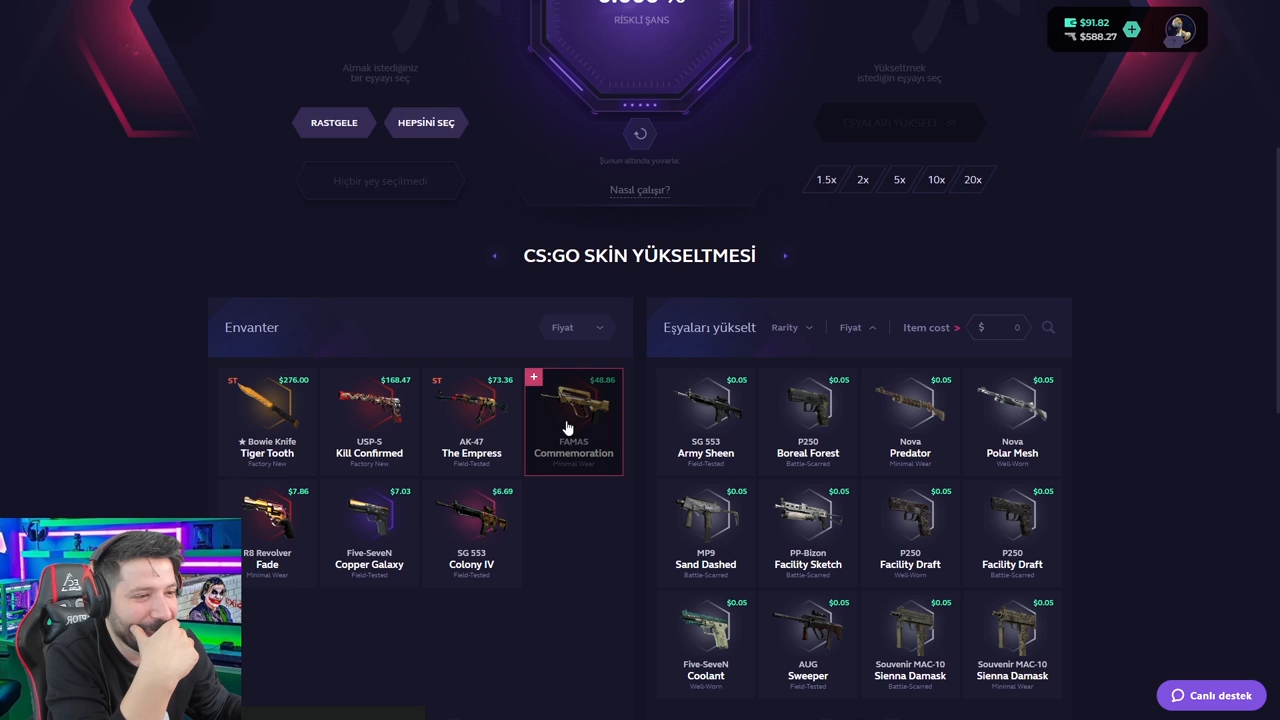 RİSKLİ ŞANS
$91.82
$588.27
Almak istediğiniz
bir eşyayı seç
RASTGELE
HEPSİNİ SEÇ
Hiçbir şey seçilmedi
Şunun altında yuvarla:
Nasıl çalışır?
Yükseltmek
istediğin eşyayı seç
EŞYALARI YÜKSELT
1.5x
2x
5x
10x
20x
CS:GO SKİN YÜKSELTMESİ
Envanter
Fiyat
ST
$276.00
★ Bowie Knife
Tiger Tooth
Factory New
$168.47
USP-S
Kill Confirmed
Factory New
ST
$73.36
AK-47
The Empress
Field-Tested
+
$48.86
FAMAS
Commemoration
Minimal Wear
$7.86
R8 Revolver
Fade
Minimal Wear
$7.03
Five-SeveN
Copper Galaxy
Field-Tested
$6.69
SG 553
Colony IV
Field-Tested
Eşyaları yükselt
Rarity
Fiyat
Item cost >
$ 0
$0.05
SG 553
Army Sheen
Field-Tested
$0.05
P250
Boreal Forest
Battle-Scarred
$0.05
Nova
Predator
Minimal Wear
$0.05
Nova
Polar Mesh
Well-Worn
$0.05
MP9
Sand Dashed
Battle-Scarred
$0.05
PP-Bizon
Facility Sketch
Battle-Scarred
$0.05
P250
Facility Draft
Well-Worn
$0.05
P250
Facility Draft
Battle-Scarred
$0.05
Five-SeveN
Coolant
Well-Worn
$0.05
AUG
Sweeper
Field-Tested
$0.05
Souvenir MAC-10
Sienna Damask
Battle-Scarred
$0.05
Souvenir MAC-10
Sienna Damask
Minimal Wear
Canlı destek